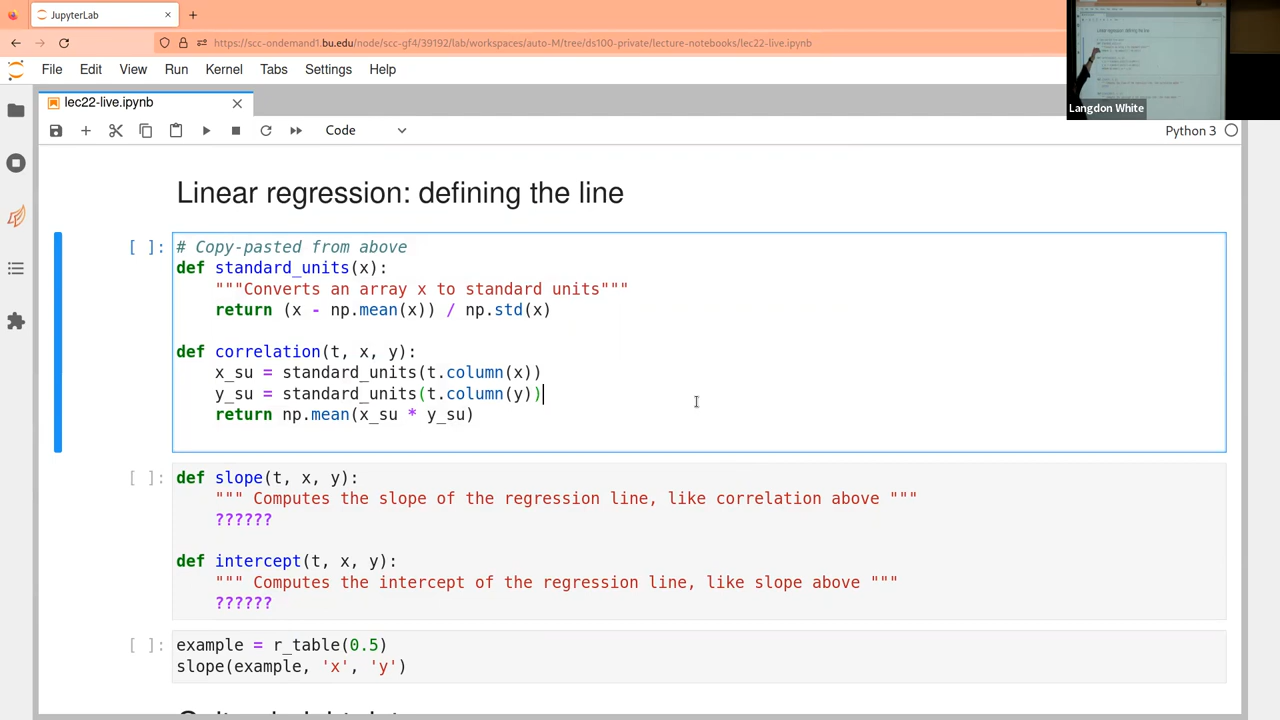 JupyterLab
https://scc-ondemand1.bu.edu/node/scc-gf4/39192/lab/workspaces/auto-M/tree/ds100-private/lecture-notebooks/lec22-live.ipynb
File Edit View Run Kernel Tabs Settings Help
Langdon White
lec22-live.ipynb
Code
Python 3
Linear regression: defining the line
[ ]: # Copy-pasted from above
def standard_units(x):
"""Converts an array x to standard units"""
return (x - np.mean(x)) / np.std(x)
def correlation(t, x, y):
x_su = standard_units(t.column(x))
y_su = standard_units(t.column(y))
return np.mean(x_su * y_su)
[ ]: def slope(t, x, y):
""" Computes the slope of the regression line, like correlation above """
??????
def intercept(t, x, y):
""" Computes the intercept of the regression line, like slope above """
??????
[ ]: example = r_table(0.5)
slope(example, 'x', 'y')